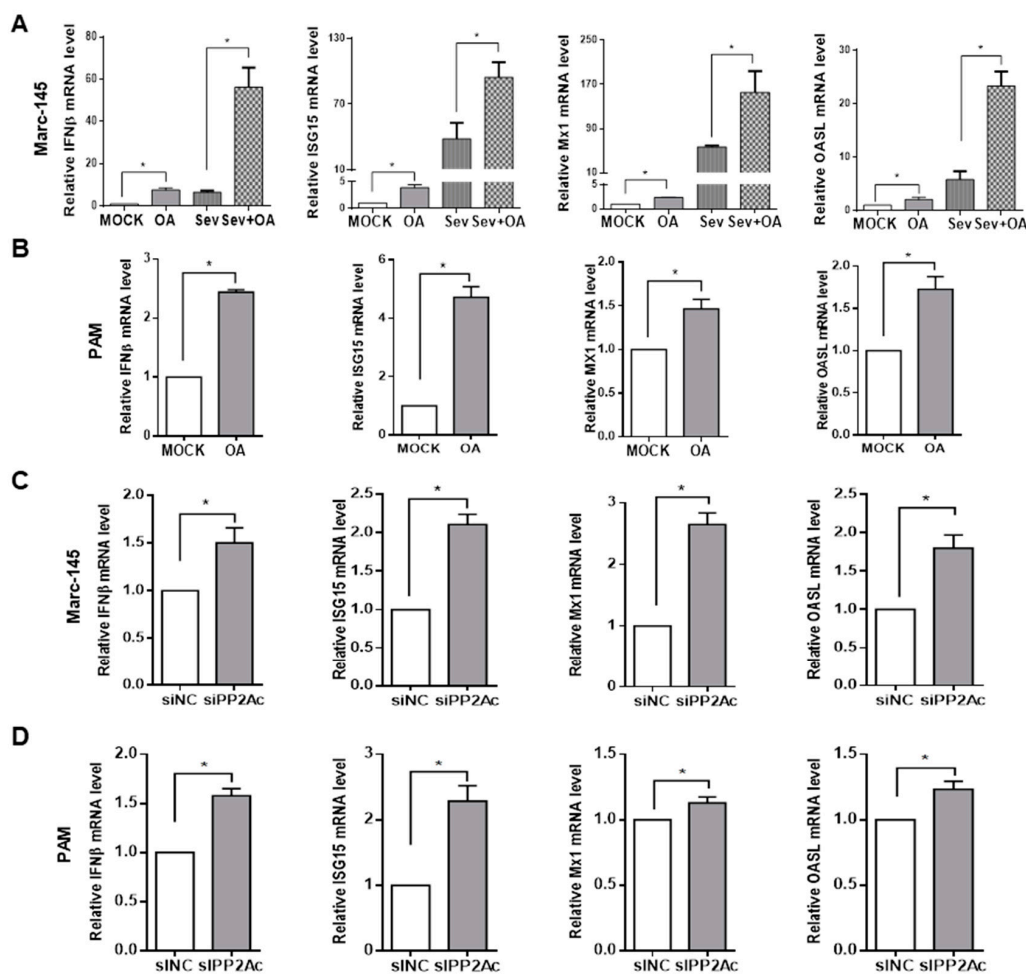 A
Marc-145
Relative IFNβ mRNA level
80
60
40
20
0
*
*
MOCK OA Sev Sev+OA
Relative ISG15 mRNA level
130
70
10
5
0
*
*
MOCK OA Sev Sev+OA
Relative Mx1 mRNA level
250
170
90
10
5
0
*
*
MOCK OA Sev Sev+OA
Relative OASL mRNA level
30
20
10
0
*
*
MOCK OA Sev Sev+OA
B
PAM
Relative IFNβ mRNA level
3
2
1
0
*
MOCK OA
Relative ISG15 mRNA level
6
4
2
0
*
MOCK OA
Relative MX1 mRNA level
2.0
1.5
1.0
0.5
0.0
*
MOCK OA
Relative OASL mRNA level
2.0
1.5
1.0
0.5
0.0
*
MOCK OA
C
Marc-145
Relative IFNβ mRNA level
2.0
1.5
1.0
0.5
0.0
*
siNC siPP2Ac
Relative ISG15 mRNA level
2.5
2.0
1.5
1.0
0.5
0.0
*
siNC siPP2Ac
Relative Mx1 mRNA level
3
2
1
0
*
siNC siPP2Ac
Relative OASL mRNA level
2.5
2.0
1.5
1.0
0.5
0.0
*
siNC siPP2Ac
D
PAM
Relative IFNβ mRNA level
2.0
1.5
1.0
0.5
0.0
*
siNC siPP2Ac
Relative ISG15 mRNA level
3
2
1
0
*
siNC siPP2Ac
Relative Mx1 mRNA level
1.5
1.0
0.5
0.0
*
siNC siPP2Ac
Relative OASL mRNA level
1.5
1.0
0.5
0.0
*
siNC siPP2Ac